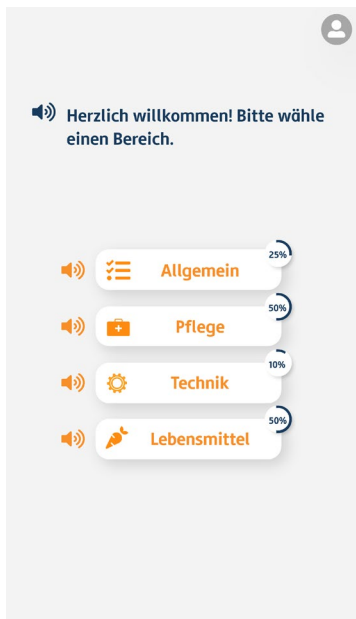 Herzlich willkommen! Bitte wähle
einen Bereich.
25%
Allgemein
50%
Pflege
10%
Technik
50%
Lebensmittel